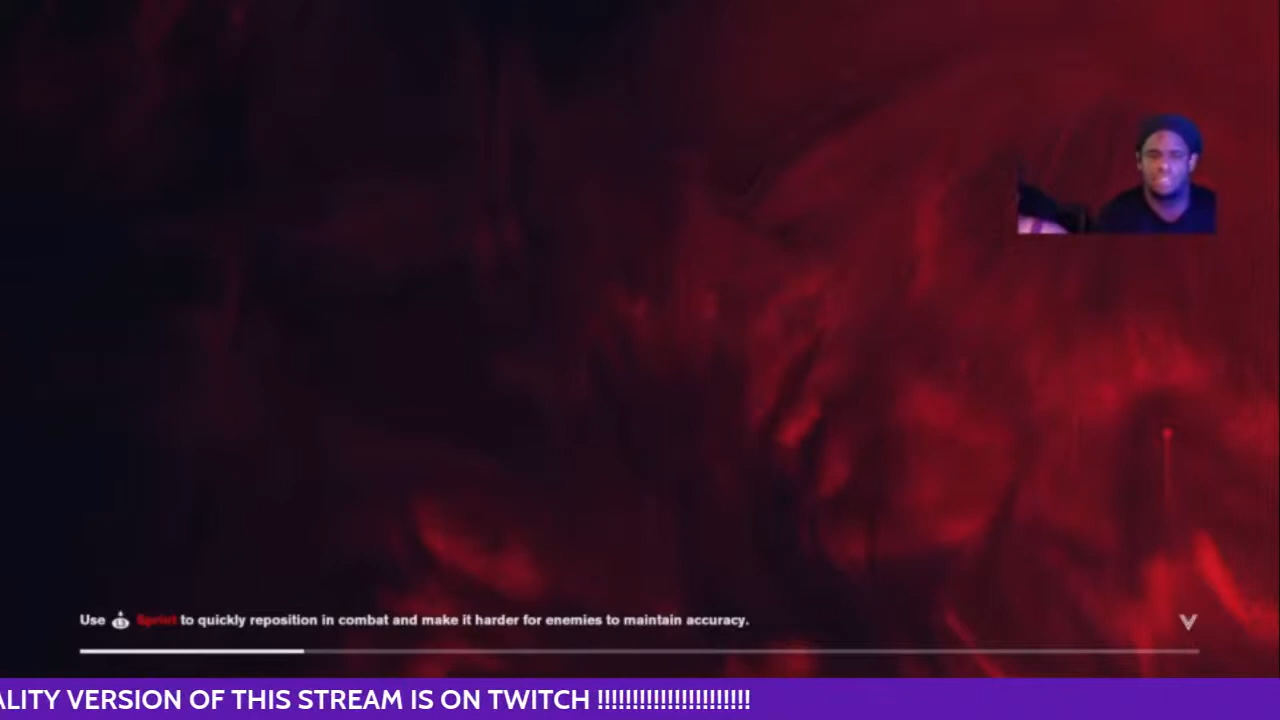 Use Sprint to quickly reposition in combat and make it harder for enemies to maintain accuracy.
ALITY VERSION OF THIS STREAM IS ON TWITCH !!!!!!!!!!!!!!!!!!!!!!